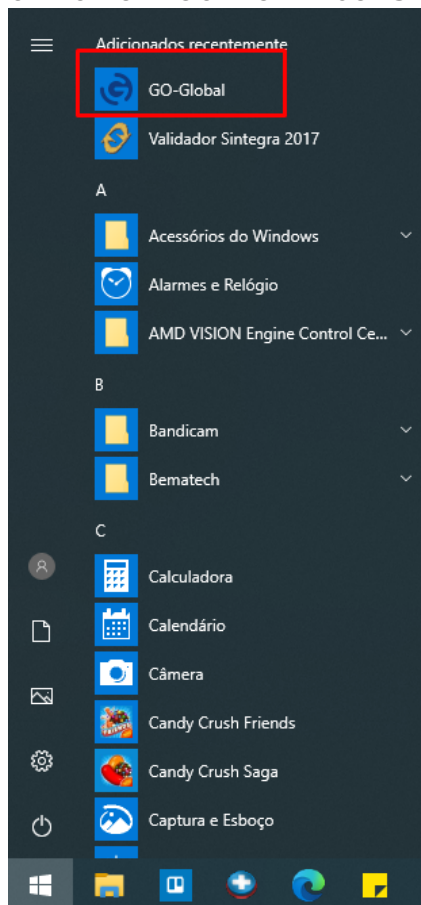 Adicionados recentemente
GO-Global
Validador Sintegra 2017
A
Acessórios do Windows
Alarmes e Relógio
AMD VISION Engine Control Ce...
B
Bandicam
Bematech
C
Calculadora
Calendário
Câmera
Candy Crush Friends
Candy Crush Saga
Captura e Esboço